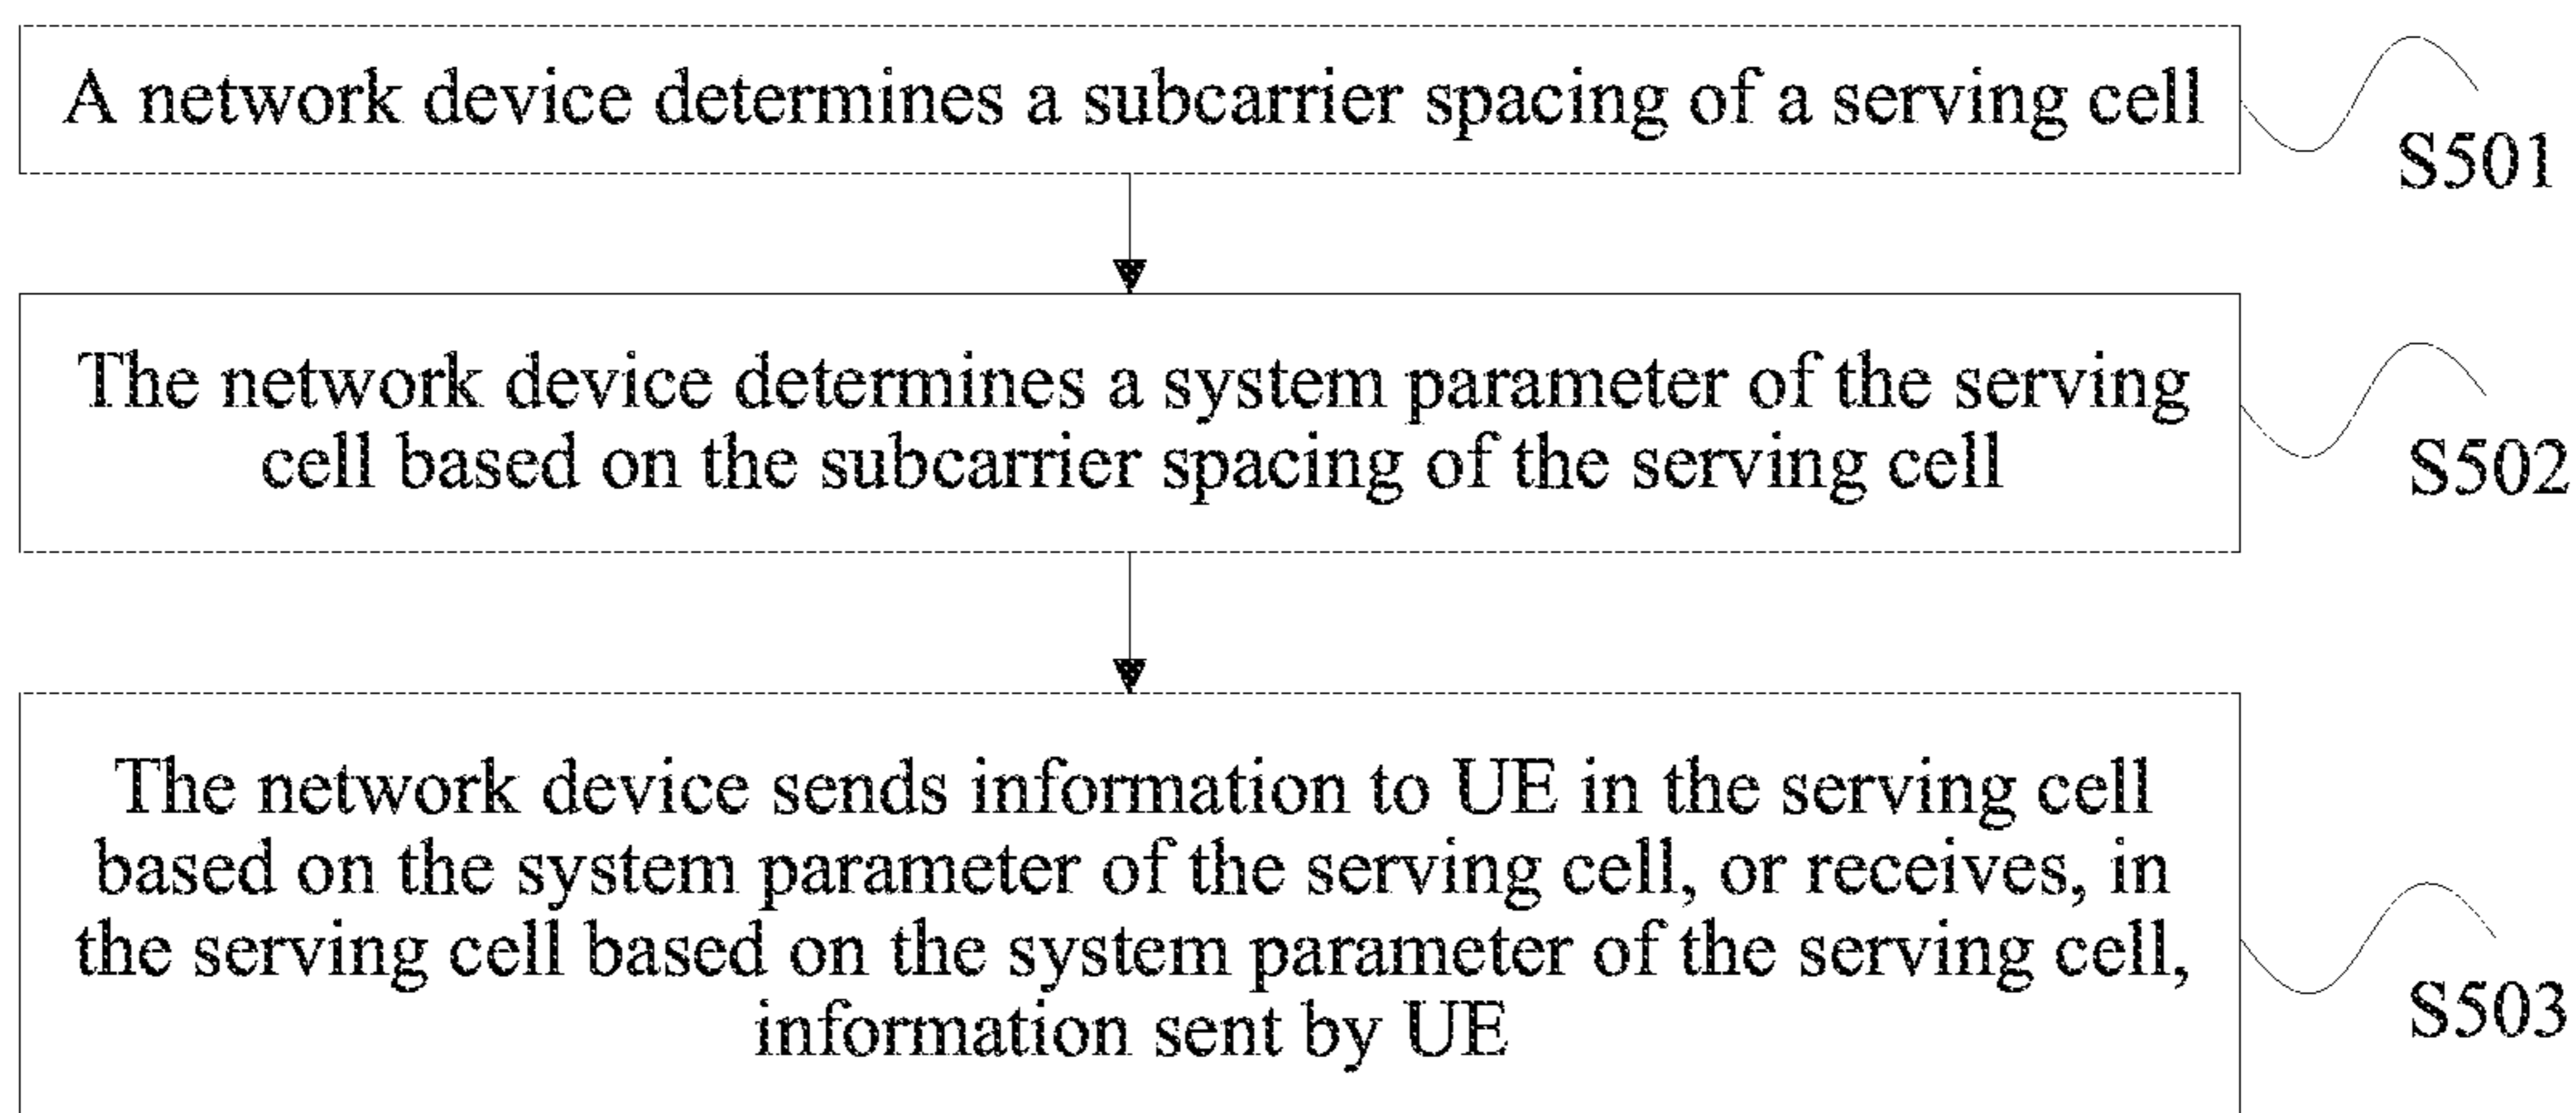 A network device determines a subcarrier spacing of a serving cell
S501
The network device determines a system parameter of the serving
cell based on the subcarrier spacing of the serving cell
S502
The network device sends information to UE in the serving cell
based on the system parameter of the serving cell, or receives, in
the serving cell based on the system parameter of the serving cell,
information sent by UE
S503